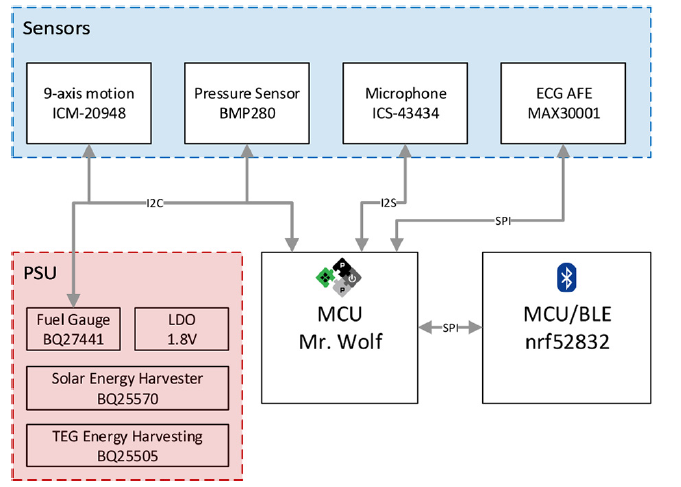 Sensors
9-axis motion
ICM-20948
Pressure Sensor
BMP280
Microphone
ICS-43434
ECG AFE
MAX30001
I2C
I2S
SPI
PSU
Fuel Gauge
BQ27441
LDO
1.8V
Solar Energy Harvester
BQ25570
TEG Energy Harvesting
BQ25505
P
P
MCU
Mr. Wolf
SPI
MCU/BLE
nrf52832